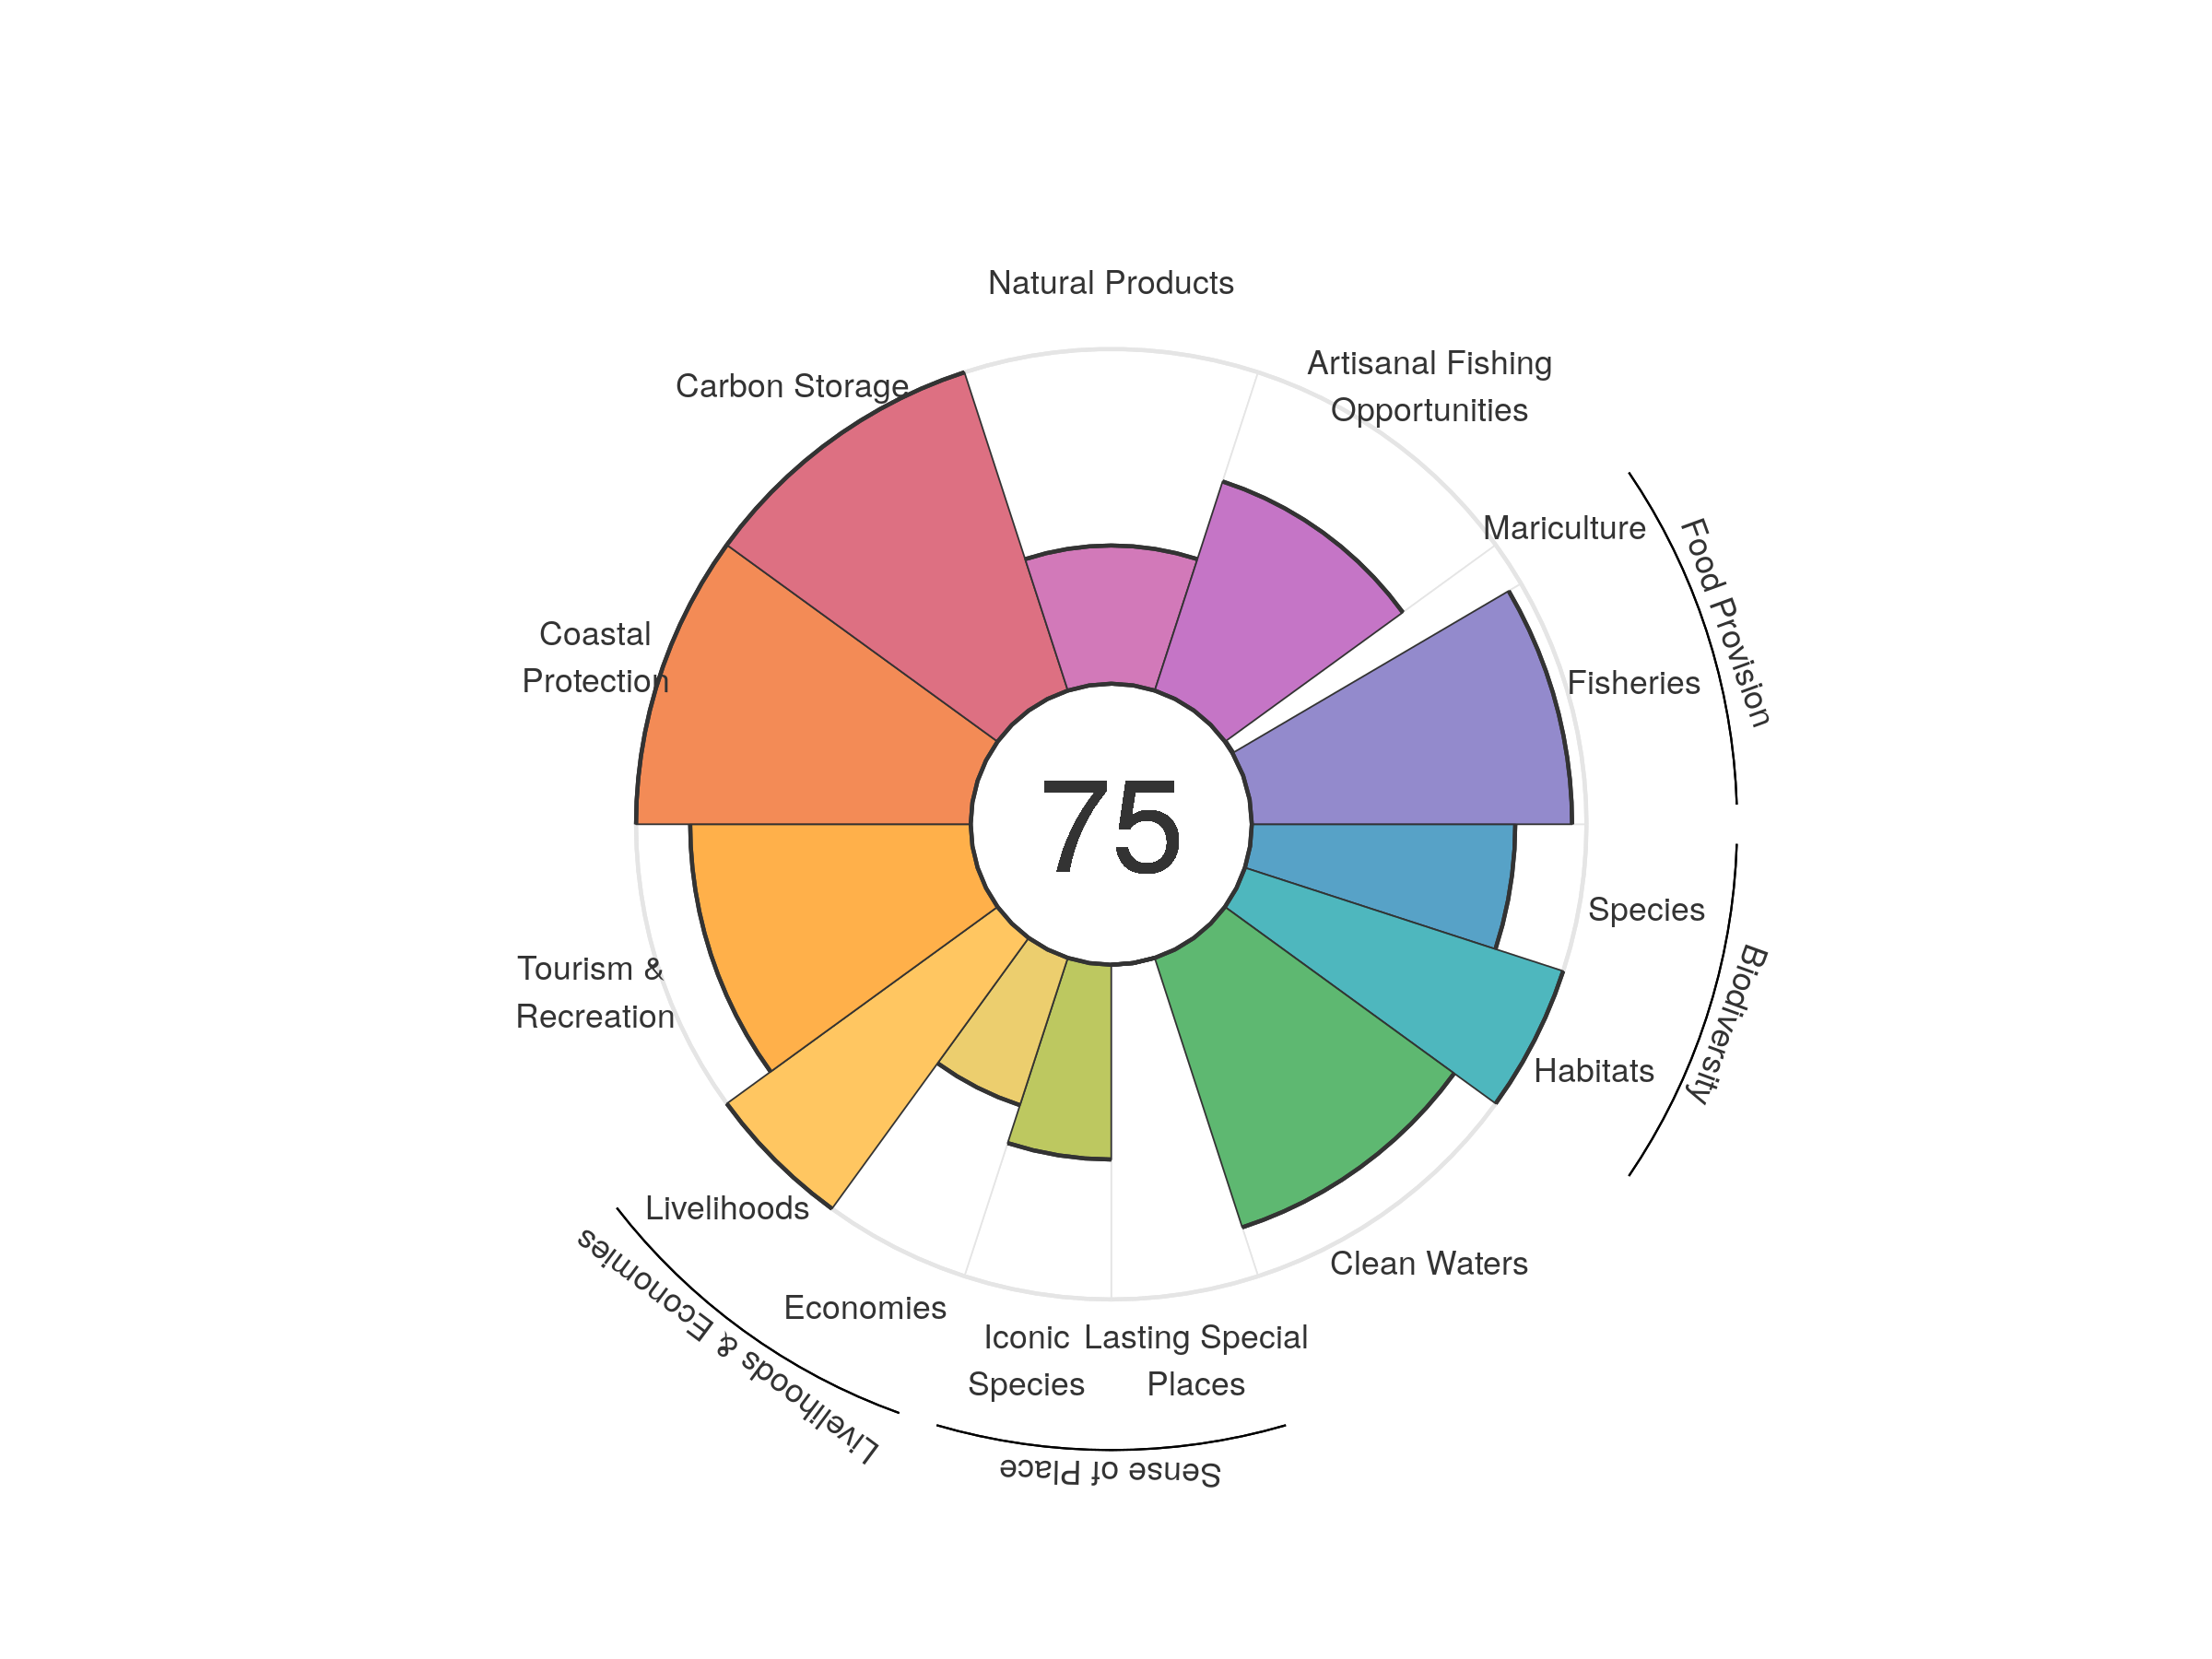 Natural Products
Artisanal Fishing
Opportunities
Carbon Storage
Mariculture
Food Provision
Coastal
Protection
Fisheries
75
Species
Tourism &
Recreation
Biodiversity
Habitats
Livelihoods
Clean Waters
Livelihoods & Economies
Economies
Iconic
Species
Lasting Special
Places
Sense of Place